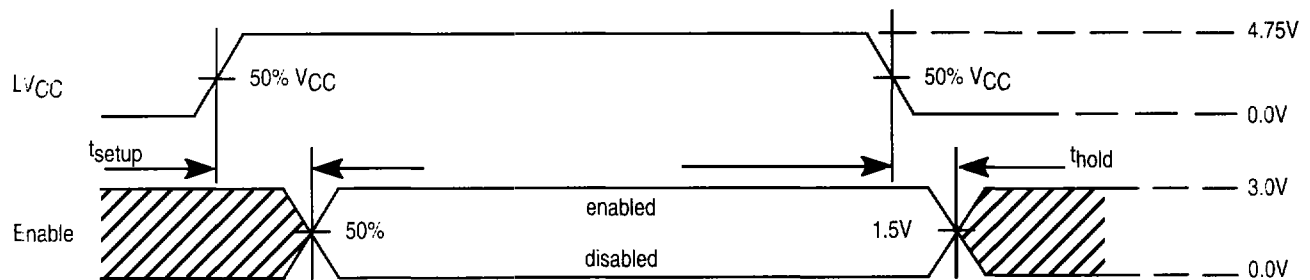 4.75V
LVCC
50% VCC
50% VCC
0.0V
tsetup
thold
3.0V
enabled
Enable
50%
1.5V
disabled
0.0V